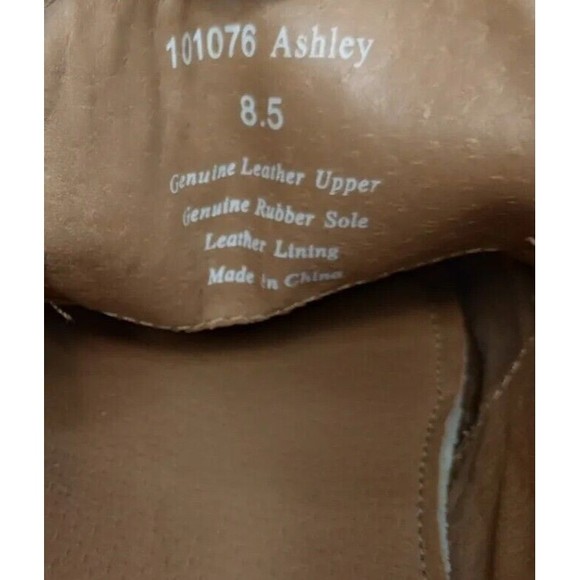 101076 Ashley
8.5
Genuine Leather Upper
Genuine Rubber Sole
Leather Lining
Made in China